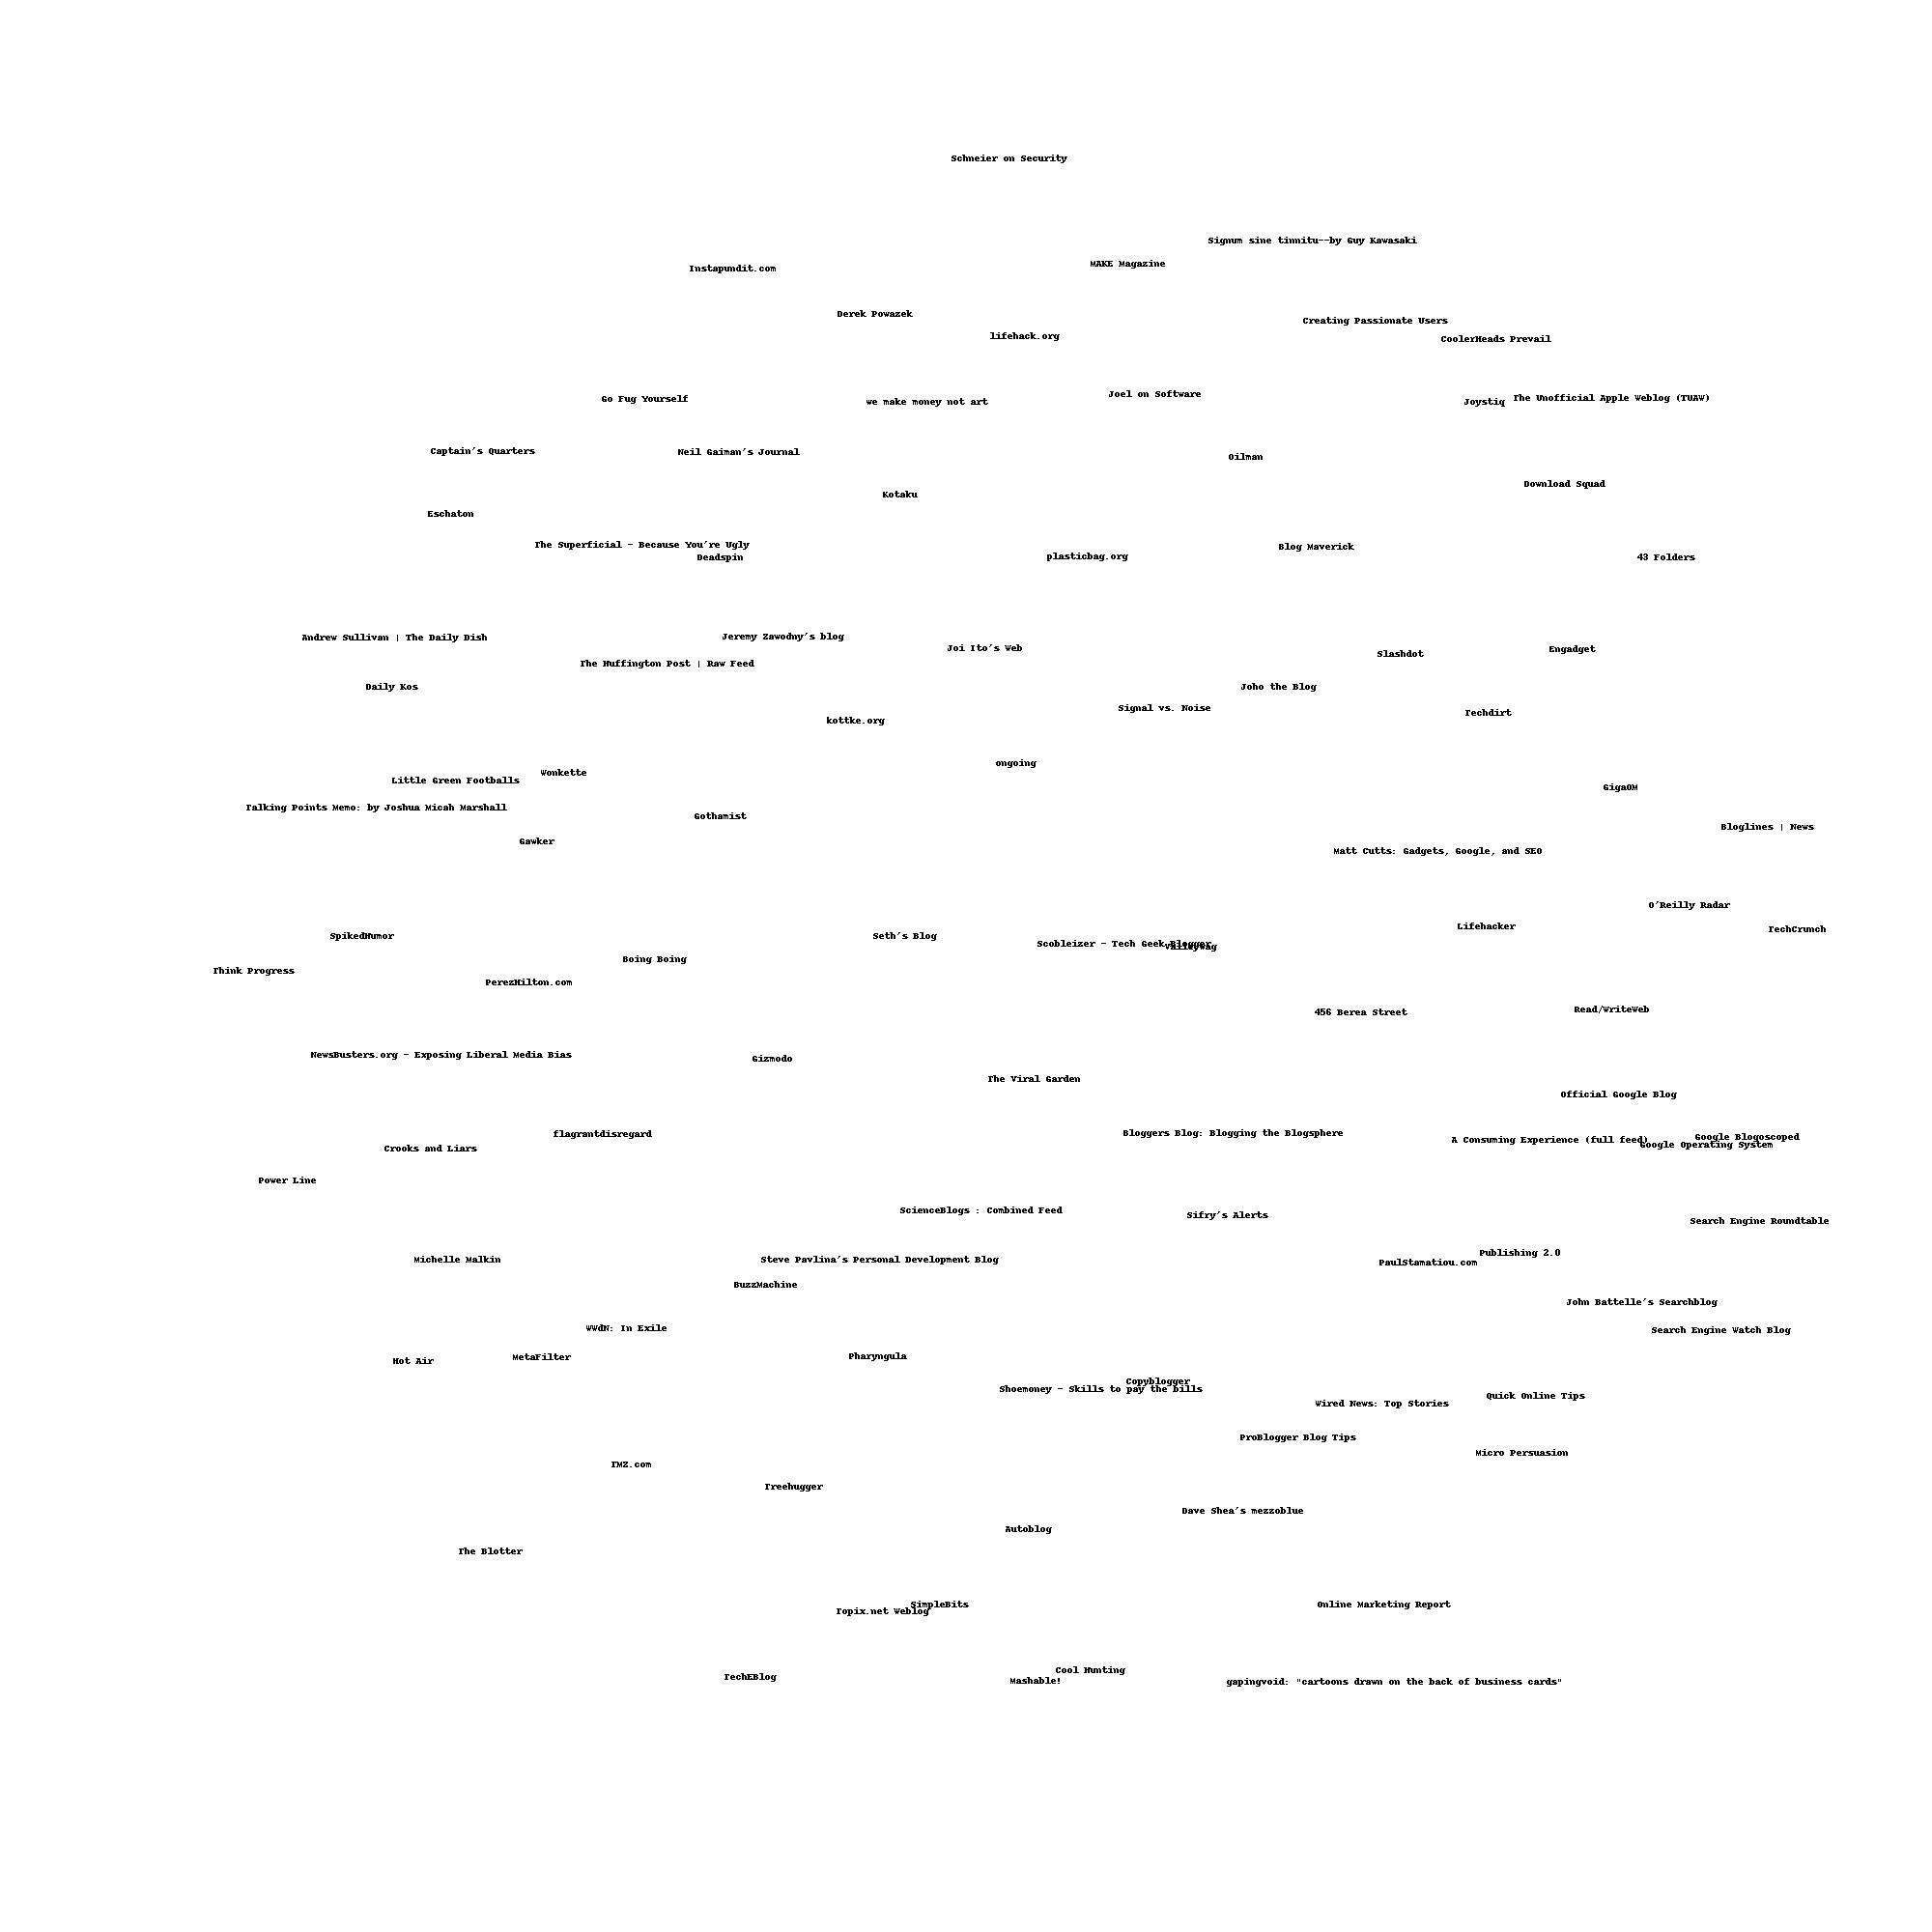 Schneier on Security
Signum sine tinnitu--by Guy Kawasaki
MAKE Magazine
Instapundit.com
Derek Powazek
Creating Passionate Users
lifehack.org
CoolerHeads Prevail
Joel on Software
The Unofficial Apple Weblog (TUAW)
Go Fug Yourself
we make money not art
Joystiq
Captain's Quarters
Neil Gaiman's Journal
Oilman
Download Squad
Kotaku
Eschaton
The Superficial - Because You're Ugly
Blog Maverick
Deadspin
plasticbag.org
43 Folders
Andrew Sullivan | The Daily Dish
Jeremy Zawodny's blog
Joi Ito's Web
Engadget
Slashdot
The Huffington Post | Raw Feed
Daily Kos
Joho the Blog
Signal vs. Noise
Techdirt
kottke.org
ongoing
Wonkette
Little Green Footballs
GigaOM
Talking Points Memo: by Joshua Micah Marshall
Gothamist
Bloglines | News
Gawker
Matt Cutts: Gadgets, Google, and SEO
O'Reilly Radar
Lifehacker
TechCrunch
SpikedHumor
Seth's Blog
Scobleizer - Tech Geek Blogger
Valleywag
Boing Boing
Think Progress
PerezHilton.com
Read/WriteWeb
456 Berea Street
NewsBusters.org - Exposing Liberal Media Bias
Gizmodo
The Viral Garden
Official Google Blog
Bloggers Blog: Blogging the Blogsphere
flagrantdisregard
Google Blogoscoped
A Consuming Experience (full feed)
Google Operating System
Crooks and Liars
Power Line
ScienceBlogs : Combined Feed
Sifry's Alerts
Search Engine Roundtable
Publishing 2.0
Michelle Malkin
Steve Pavlina's Personal Development Blog
PaulStamatiou.com
BuzzMachine
John Battelle's Searchblog
WWdN: In Exile
Search Engine Watch Blog
Pharyngula
MetaFilter
Hot Air
Copyblogger
Shoemoney - Skills to pay the bills
Quick Online Tips
Wired News: Top Stories
ProBlogger Blog Tips
Micro Persuasion
TMZ.com
Treehugger
Dave Shea's mezzoblue
Autoblog
The Blotter
SimpleBits
Online Marketing Report
Topix.net Weblog
Cool Hunting
TechEBlog
Mashable!
gapingvoid: "cartoons drawn on the back of business cards"